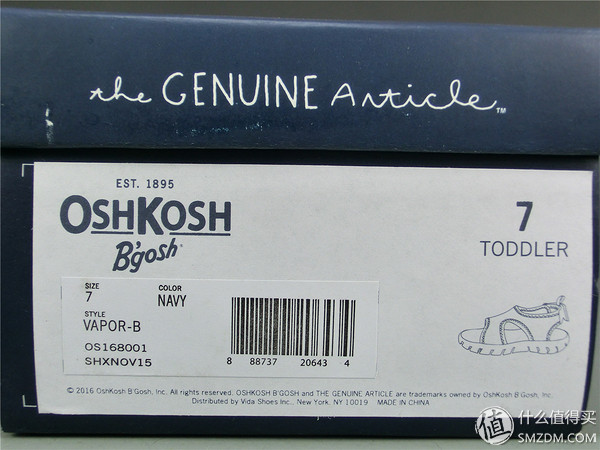 the GENUINE Article™
EST. 1895
OSHKOSH
B'gosh®
7
TODDLER
SIZE
7
COLOR
NAVY
STYLE
VAPOR-B
OS168001
SHXNOV15
8 88737 20643 4
© 2016 OshKosh B'Gosh, Inc. All rights reserved. OSHKOSH B'GOSH and THE GENUINE ARTICLE are trademarks owned by OshKosh B'Gosh, Inc.
Distributed by Vida Shoes Inc., New York, NY 10019 MADE IN CHINA
值 什么值得买
SMZDM.COM